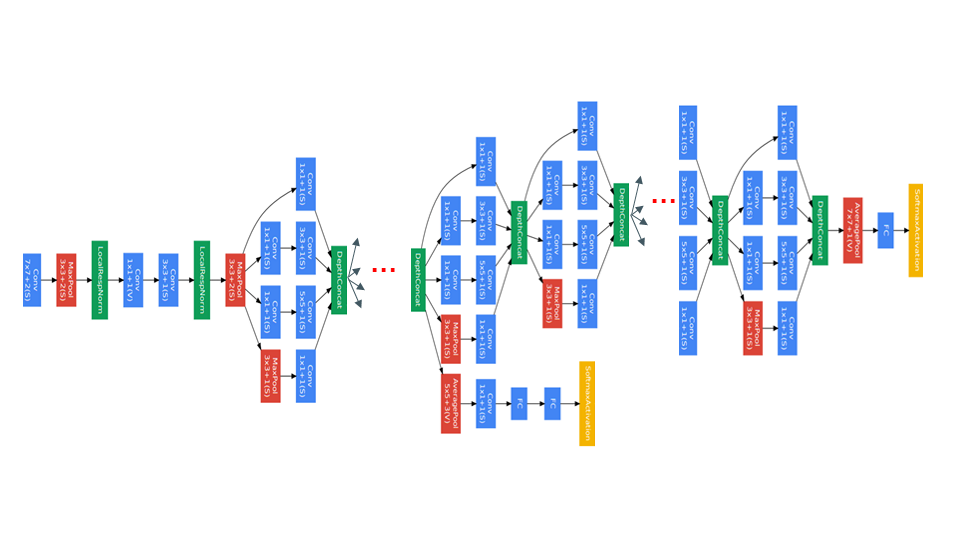 Conv
7x7+2(S)
MaxPool
3x3+2(S)
LocalRespNorm
Conv
1x1+1(V)
Conv
3x3+1(S)
LocalRespNorm
MaxPool
3x3+2(S)
Conv
1x1+1(S)
Conv
1x1+1(S)
MaxPool
3x3+1(S)
Conv
1x1+1(S)
Conv
3x3+1(S)
Conv
5x5+1(S)
Conv
1x1+1(S)
DepthConcat
...
DepthConcat
Conv
1x1+1(S)
Conv
1x1+1(S)
MaxPool
3x3+1(S)
AveragePool
5x5+3(V)
Conv
1x1+1(S)
Conv
3x3+1(S)
Conv
5x5+1(S)
Conv
1x1+1(S)
Conv
1x1+1(S)
DepthConcat
FC
Conv
1x1+1(S)
Conv
1x1+1(S)
MaxPool
3x3+1(S)
FC
Conv
1x1+1(S)
Conv
3x3+1(S)
Conv
5x5+1(S)
Conv
1x1+1(S)
SoftmaxActivation
DepthConcat
...
Conv
1x1+1(S)
Conv
3x3+1(S)
Conv
5x5+1(S)
Conv
1x1+1(S)
DepthConcat
Conv
1x1+1(S)
Conv
1x1+1(S)
MaxPool
3x3+1(S)
Conv
1x1+1(S)
Conv
3x3+1(S)
Conv
5x5+1(S)
Conv
1x1+1(S)
DepthConcat
AveragePool
7x7+1(V)
FC
SoftmaxActivation